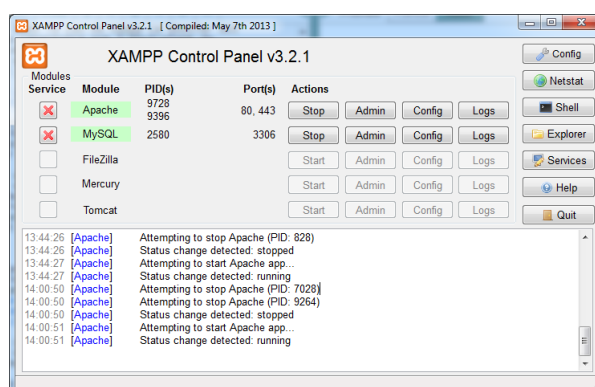 XAMPP Control Panel v3.2.1 [ Compiled: May 7th 2013 ]
XAMPP Control Panel v3.2.1
Config
Modules
Service Module PID(s) Port(s) Actions
Netstat
Apache 9728 9396 80, 443 Stop Admin Config Logs
Shell
MySQL 2580 3306 Stop Admin Config Logs
Explorer
FileZilla Start Admin Config Logs
Services
Mercury Start Admin Config Logs
Help
Tomcat Start Admin Config Logs
Quit
13:44:26 [Apache] Attempting to stop Apache (PID: 828)
13:44:26 [Apache] Status change detected: stopped
13:44:27 [Apache] Attempting to start Apache app...
13:44:27 [Apache] Status change detected: running
14:00:50 [Apache] Attempting to stop Apache (PID: 7028)
14:00:50 [Apache] Attempting to stop Apache (PID: 9264)
14:00:50 [Apache] Status change detected: stopped
14:00:51 [Apache] Attempting to start Apache app...
14:00:51 [Apache] Status change detected: running